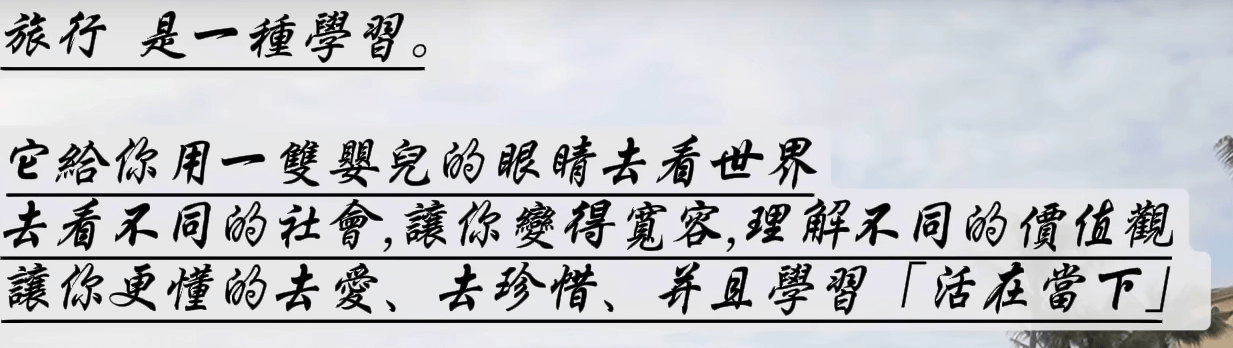 旅行 是一種學習。
它給你用一雙嬰兒的眼睛去看世界
去看不同的社會,讓你變得寬容,理解不同的價值觀
讓你更懂的去愛、去珍惜、并且學習「活在當下」